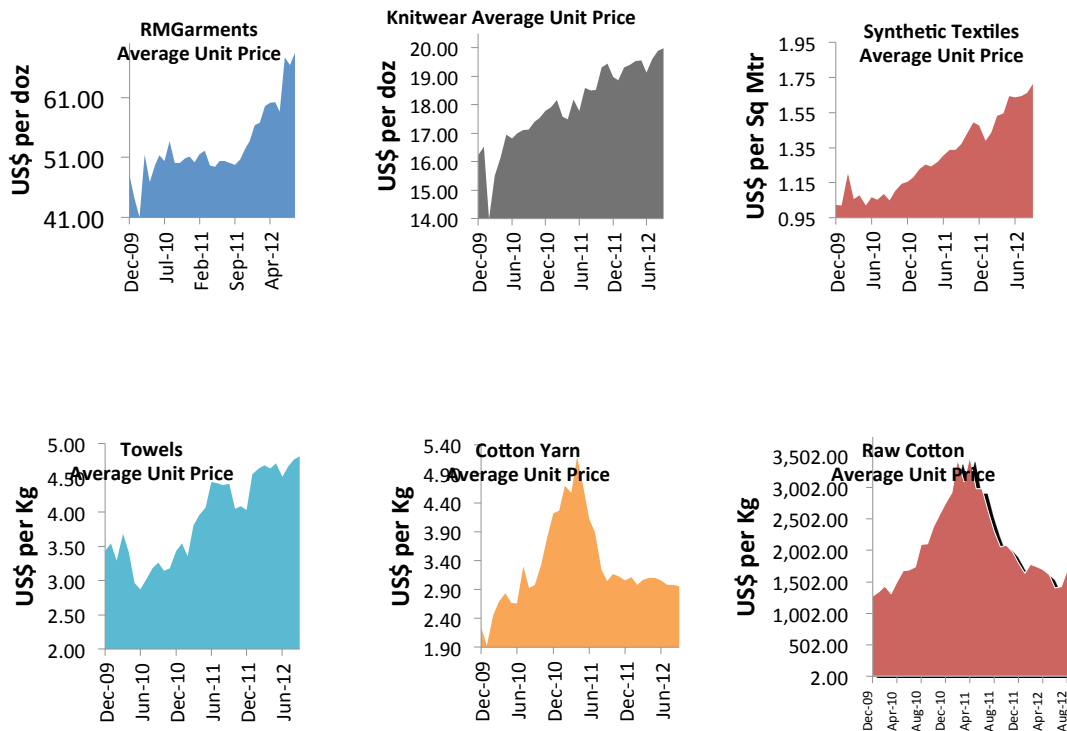 RMGarments
Average Unit Price
US$ per doz
61.00
51.00
41.00
Dec-09
Jul-10
Feb-11
Sep-11
Apr-12
Knitwear Average Unit Price
US$ per doz
20.00
19.00
18.00
17.00
16.00
15.00
14.00
Dec-09
Jun-10
Dec-10
Jun-11
Dec-11
Jun-12
Synthetic Textiles
Average Unit Price
US$ per Sq Mtr
1.95
1.75
1.55
1.35
1.15
0.95
Dec-09
Jun-10
Dec-10
Jun-11
Dec-11
Jun-12
Towels
Average Unit Price
US$ per Kg
5.00
4.50
4.00
3.50
3.00
2.50
2.00
Dec-09
Jun-10
Dec-10
Jun-11
Dec-11
Jun-12
Cotton Yarn
Average Unit Price
US$ per Kg
5.40
4.90
4.40
3.90
3.40
2.90
2.40
1.90
Dec-09
Jun-10
Dec-10
Jun-11
Dec-11
Jun-12
Raw Cotton
Average Unit Price
US$ per Kg
3,502.00
3,002.00
2,502.00
2,002.00
1,502.00
1,002.00
502.00
2.00
Dec-09
Apr-10
Aug-10
Dec-10
Apr-11
Aug-11
Dec-11
Apr-12
Aug-12